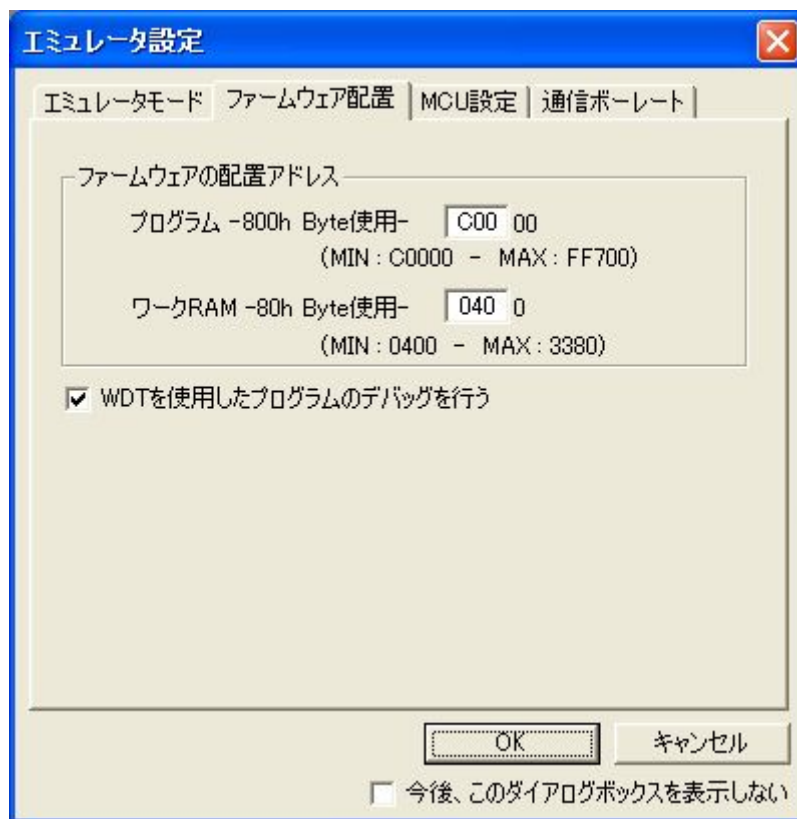 エミュレータ設定
エミュレータモード ファームウェア配置 MCU設定 通信ボーレート
ファームウェアの配置アドレス
プログラム -800h Byte使用- C00 00
(MIN : C0000 - MAX : FF700)
ワークRAM -80h Byte使用- 040 0
(MIN : 0400 - MAX : 3380)
WDTを使用したプログラムのデバッグを行う
OK キャンセル
今後、このダイアログボックスを表示しない